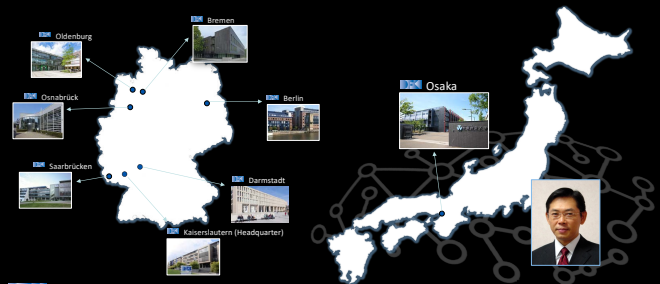 Bremen
Oldenburg
Osnabrück
Berlin
Saarbrücken
Darmstadt
Kaiserslautern (Headquarter)
Osaka